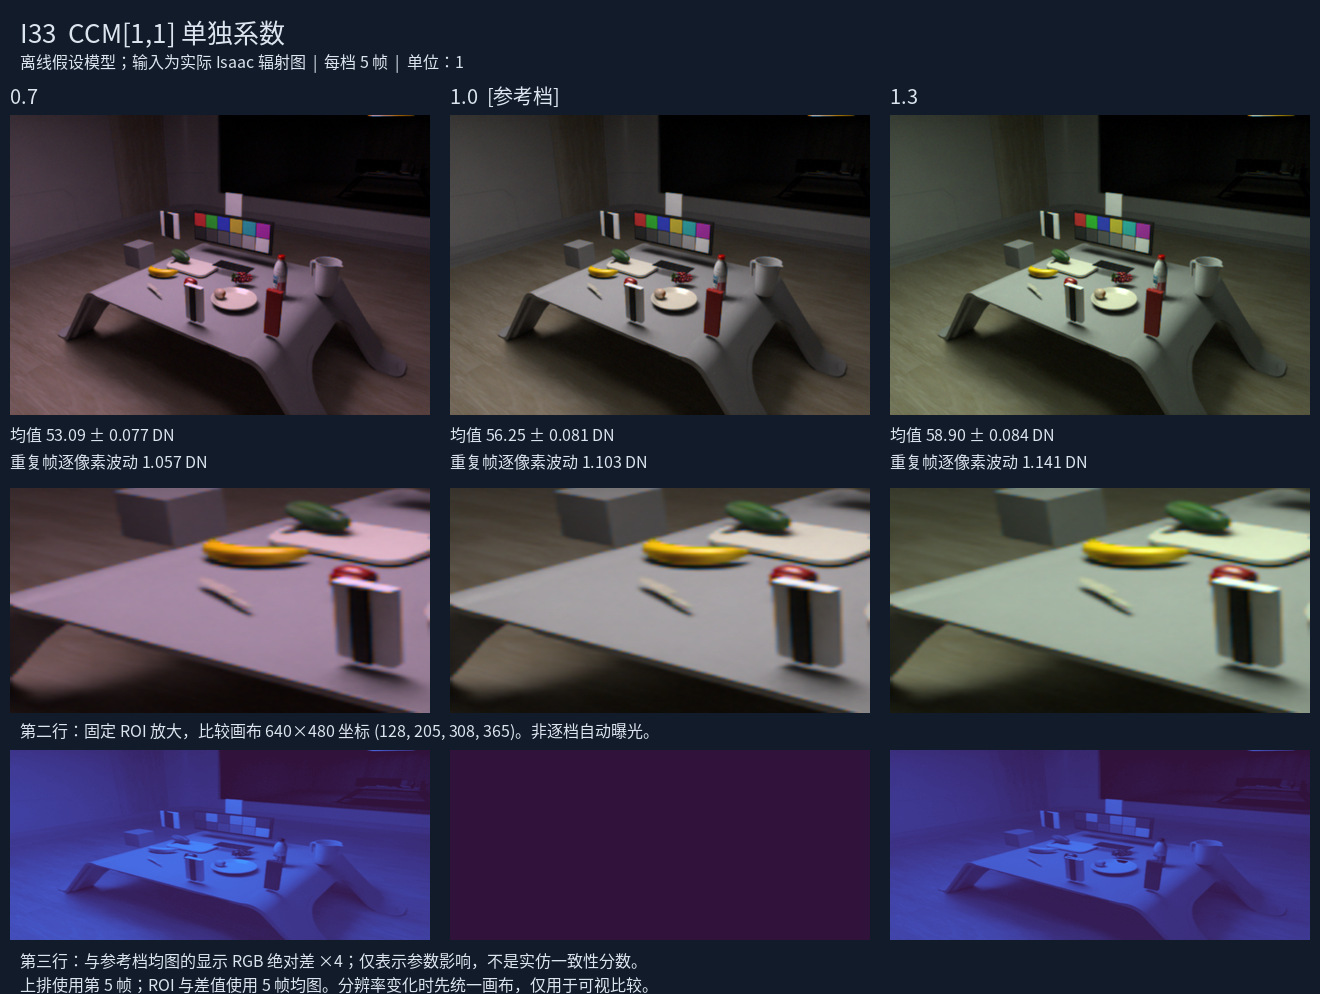 I33 CCM[1,1] 单独系数
离线假设模型；输入为实际 Isaac 辐射图 | 每档 5 帧 | 单位：1
0.7
1.0 [参考档]
1.3
均值 53.09 ± 0.077 DN
重复帧逐像素波动 1.057 DN
均值 56.25 ± 0.081 DN
重复帧逐像素波动 1.103 DN
均值 58.90 ± 0.084 DN
重复帧逐像素波动 1.141 DN
第二行：固定 ROI 放大，比较画布 640×480 坐标 (128, 205, 308, 365)。非逐档自动曝光。
第三行：与参考档均图的显示 RGB 绝对差 ×4；仅表示参数影响，不是实仿一致性分数。
上排使用第 5 帧；ROI 与差值使用 5 帧均图。分辨率变化时先统一画布，仅用于可视比较。